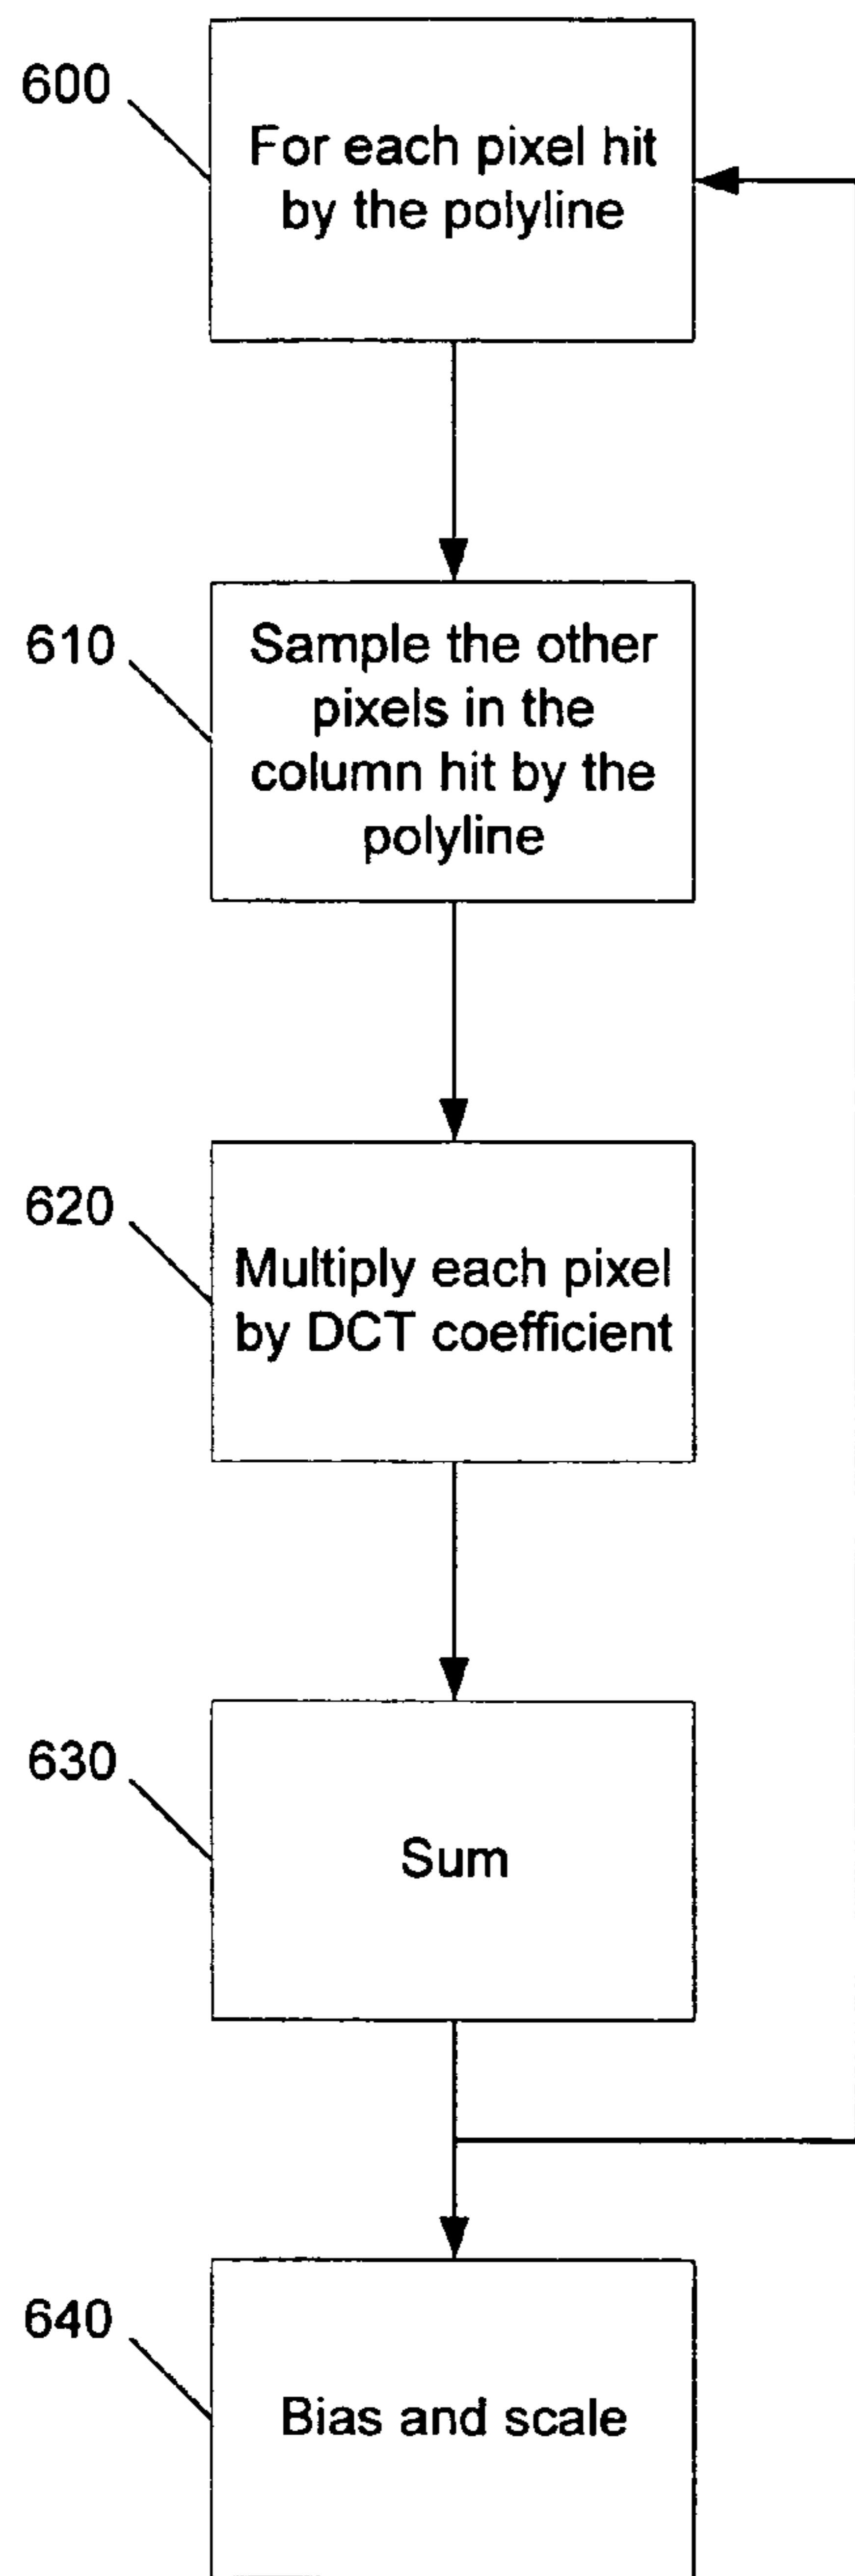 600
For each pixel hit
by the polyline
610
Sample the other
pixels in the
column hit by the
polyline
620
Multiply each pixel
by DCT coefficient
630
Sum
640
Bias and scale